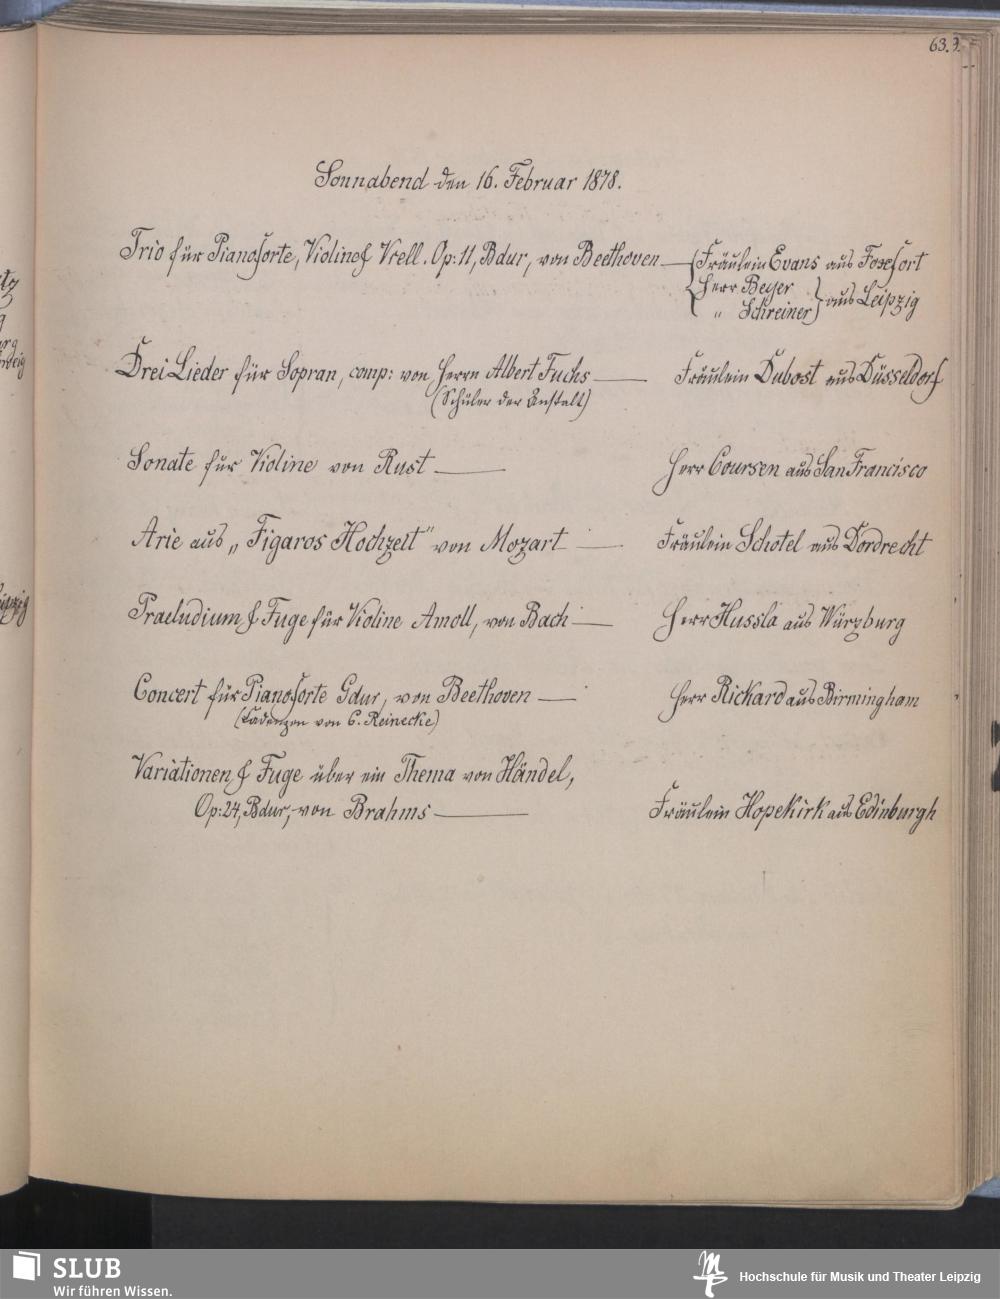 63.
Sonnabend den 16. Februar 1878.
Trio für Pianoforte, Violine & Vcell. Op: 11, Bdur, von Beethoven — Fräulein Evans aus Foxfort
Herr Beyer
„ Schreiner } aus Leipzig
Drei Lieder für Sopran, comp: von Herrn Albert Fuchs — Fräulein Dubost aus Düsseldorf
(Schüler der Anstalt)
Sonate für Violine von Rust — Herr Coursen aus San Francisco
Arie aus „Figaros Hochzeit" von Mozart — Fräulein Schotel aus Dordrecht
Praeludium & Fuge für Violine Amoll, von Bach — Herr Hussla aus Würzburg
Concert für Pianoforte Gdur, von Beethoven — Herr Rickard aus Birmingham
(Cadenzen von C. Reinecke)
Variationen & Fuge über ein Thema von Händel,
Op: 24, Bdur, von Brahms — Fräulein Hopekirk aus Edinburgh
SLUB
Wir führen Wissen.
Hochschule für Musik und Theater Leipzig